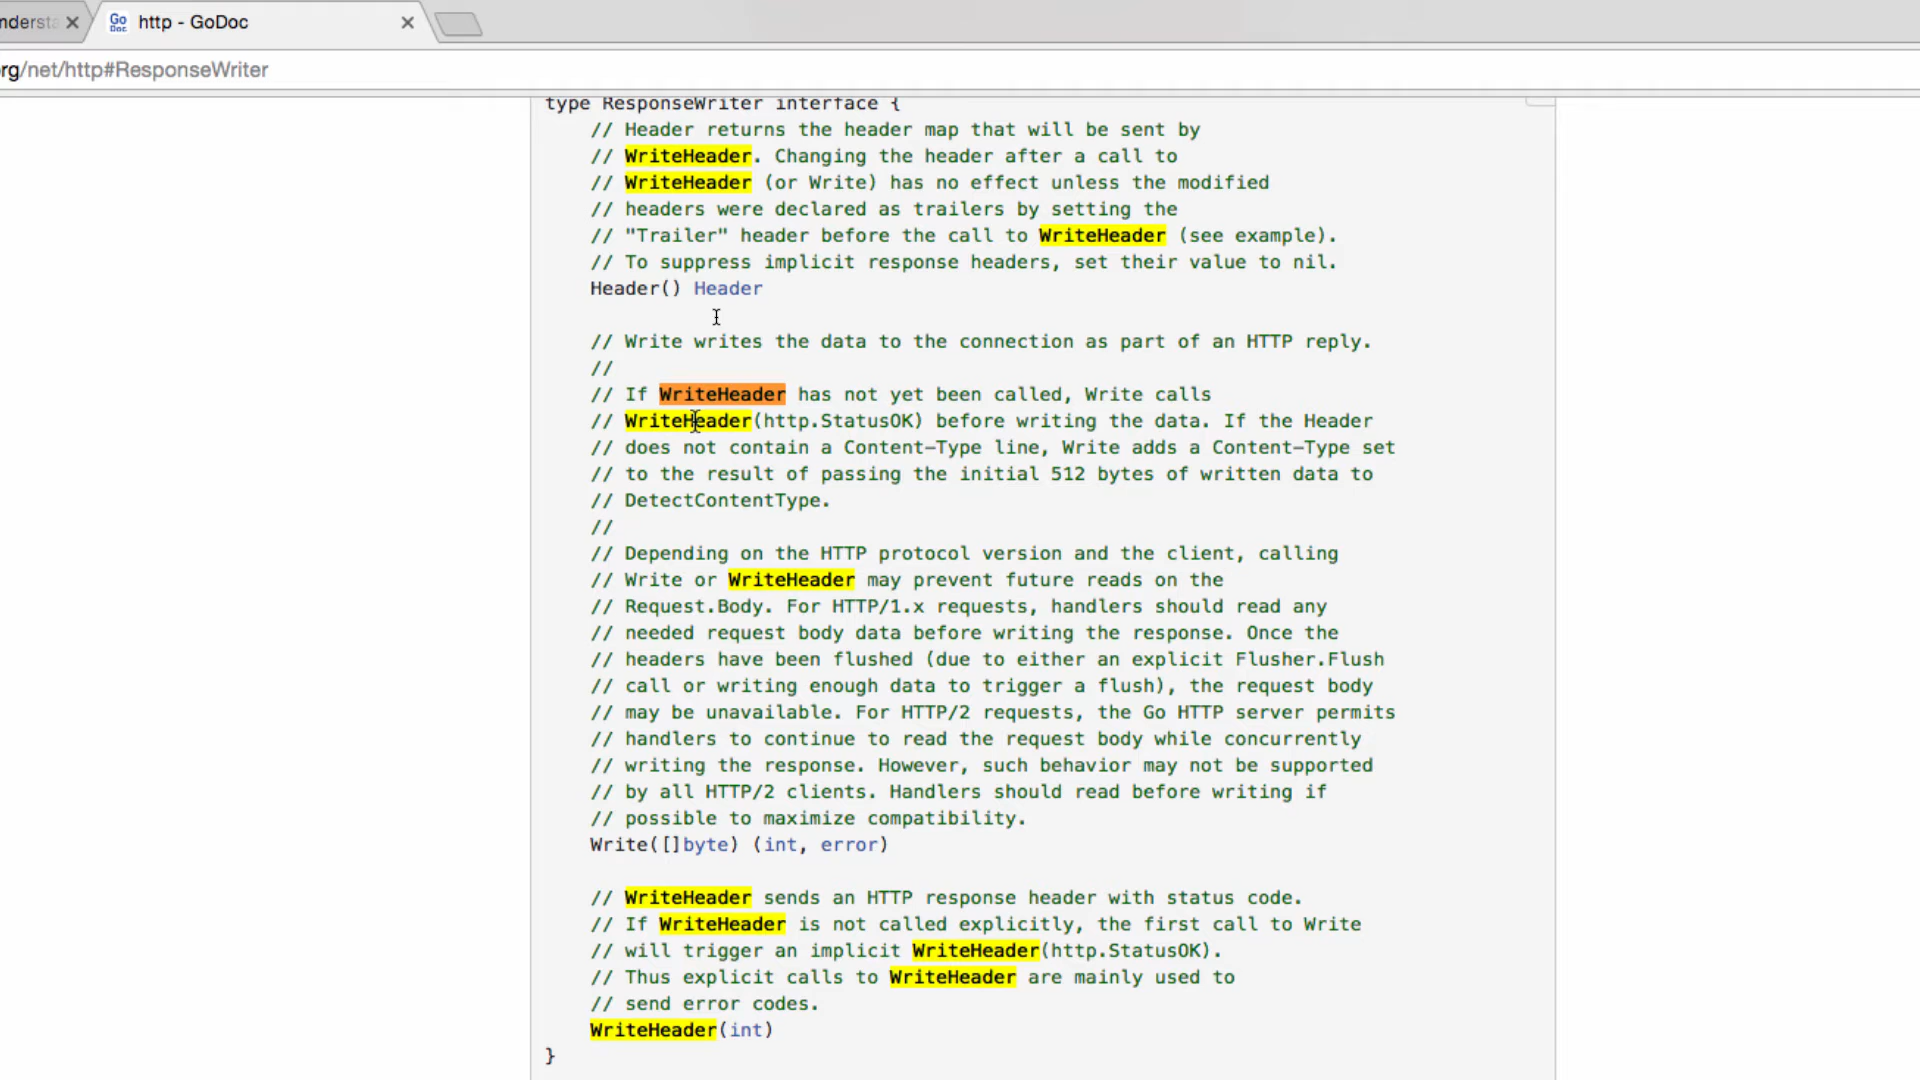 ndersta
Go
Doc
http - GoDoc
rg/net/http#ResponseWriter
type ResponseWriter interface {
// Header returns the header map that will be sent by
// WriteHeader. Changing the header after a call to
// WriteHeader (or Write) has no effect unless the modified
// headers were declared as trailers by setting the
// "Trailer" header before the call to WriteHeader (see example).
// To suppress implicit response headers, set their value to nil.
Header() Header
// Write writes the data to the connection as part of an HTTP reply.
//
// If WriteHeader has not yet been called, Write calls
// WriteHeader(http.StatusOK) before writing the data. If the Header
// does not contain a Content-Type line, Write adds a Content-Type set
// to the result of passing the initial 512 bytes of written data to
// DetectContentType.
//
// Depending on the HTTP protocol version and the client, calling
// Write or WriteHeader may prevent future reads on the
// Request.Body. For HTTP/1.x requests, handlers should read any
// needed request body data before writing the response. Once the
// headers have been flushed (due to either an explicit Flusher.Flush
// call or writing enough data to trigger a flush), the request body
// may be unavailable. For HTTP/2 requests, the Go HTTP server permits
// handlers to continue to read the request body while concurrently
// writing the response. However, such behavior may not be supported
// by all HTTP/2 clients. Handlers should read before writing if
// possible to maximize compatibility.
Write([]byte) (int, error)
// WriteHeader sends an HTTP response header with status code.
// If WriteHeader is not called explicitly, the first call to Write
// will trigger an implicit WriteHeader(http.StatusOK).
// Thus explicit calls to WriteHeader are mainly used to
// send error codes.
WriteHeader(int)
}